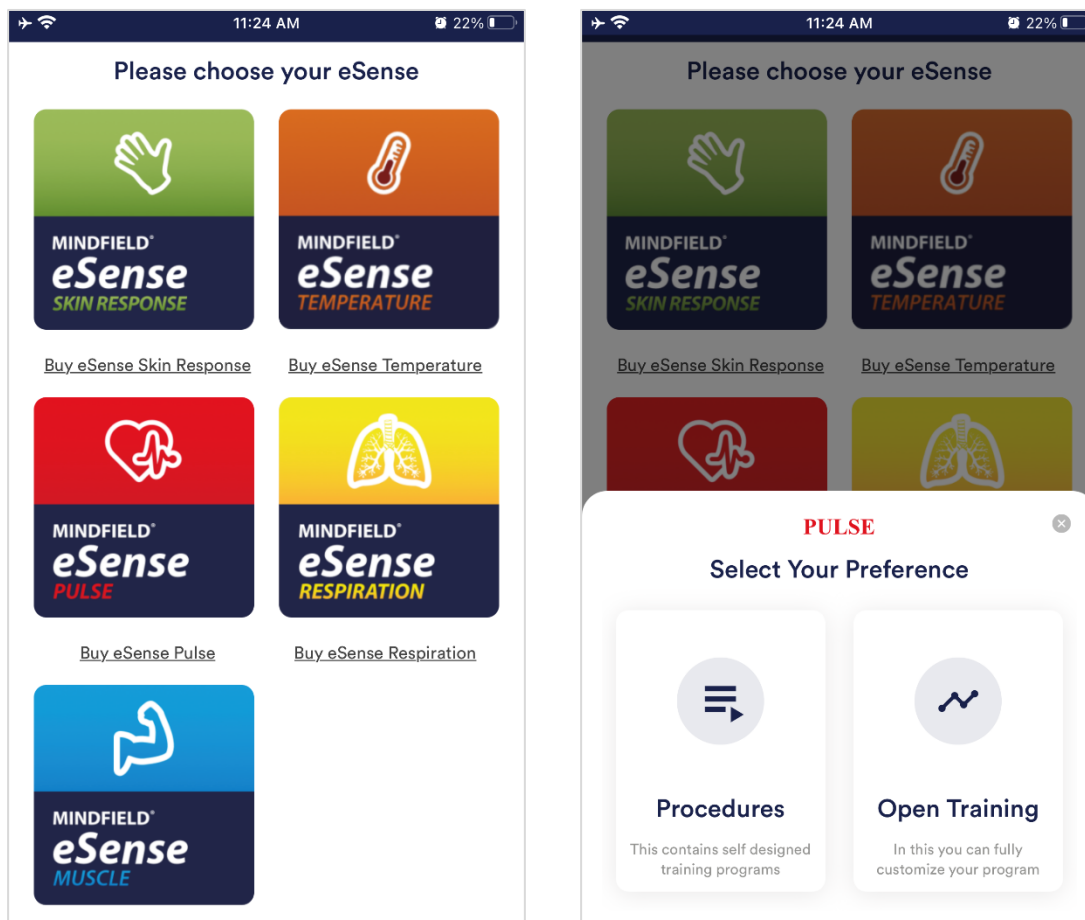 11:24 AM
22%
Please choose your eSense
MINDFIELD®
eSense
SKIN RESPONSE
MINDFIELD®
eSense
TEMPERATURE
Buy eSense Skin Response
Buy eSense Temperature
MINDFIELD®
eSense
PULSE
MINDFIELD®
eSense
RESPIRATION
Buy eSense Pulse
Buy eSense Respiration
MINDFIELD®
eSense
MUSCLE
11:24 AM
22%
Please choose your eSense
MINDFIELD®
eSense
SKIN RESPONSE
MINDFIELD®
eSense
TEMPERATURE
Buy eSense Skin Response
Buy eSense Temperature
PULSE
Select Your Preference
Procedures
This contains self designed
training programs
Open Training
In this you can fully
customize your program